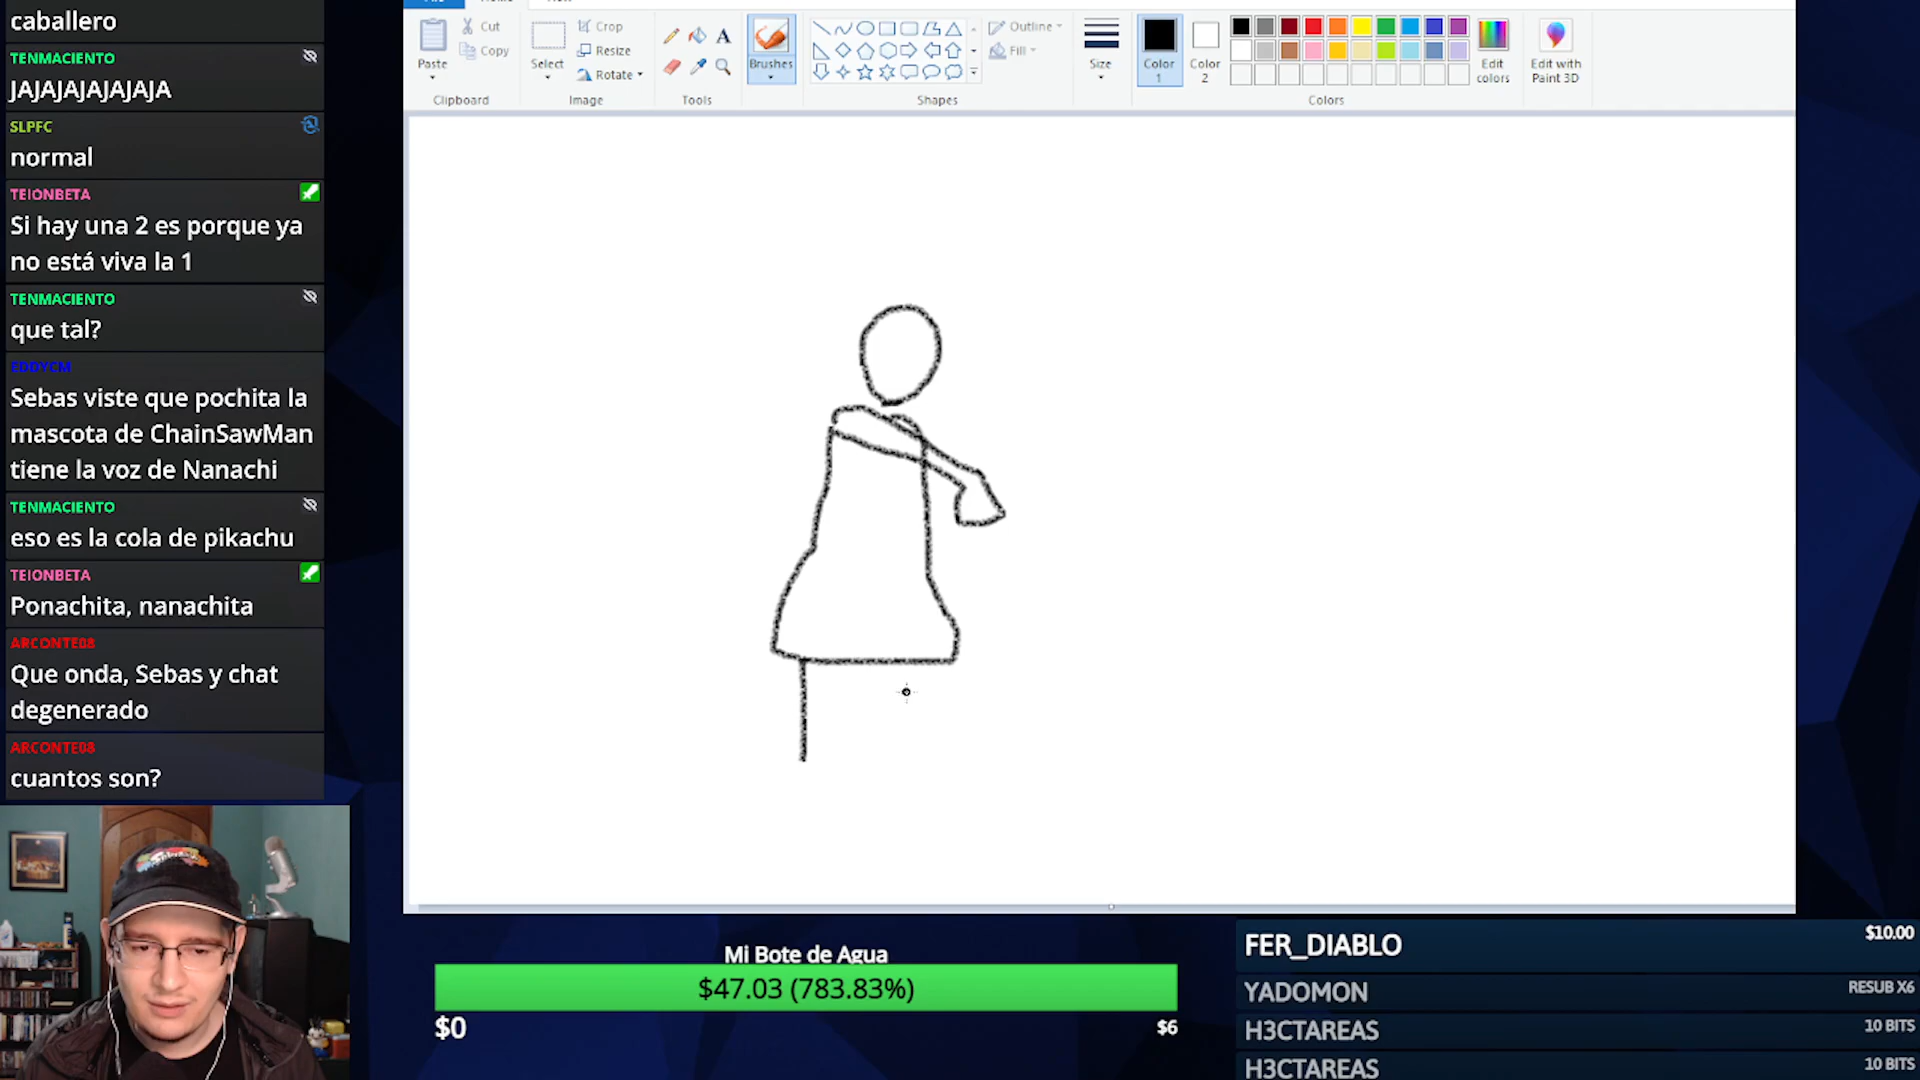 caballero
TENMACIENTO
JAJAJAJAJAJAJA
SLPFC
normal
TEIONBETA
Si hay una 2 es porque ya
no está viva la 1
TENMACIENTO
que tal?
EDDYCM
Sebas viste que pochita la
mascota de ChainSawMan
tiene la voz de Nanachi
TENMACIENTO
eso es la cola de pikachu
TEIONBETA
Ponachita, nanachita
ARCONTE08
Que onda, Sebas y chat
degenerado
ARCONTE08
cuantos son?
Paste
Cut
Copy
Clipboard
Select
Crop
Resize
Rotate
Image
A
Tools
Brushes
Outline
Fill
Shapes
Size
Color
1
Color
2
Colors
Edit
colors
Edit with
Paint 3D
Mi Bote de Agua
$47.03 (783.83%)
$0
$6
FER_DIABLO
$10.00
YADOMON
RESUB X6
H3CTAREAS
10 BITS
H3CTAREAS
10 BITS